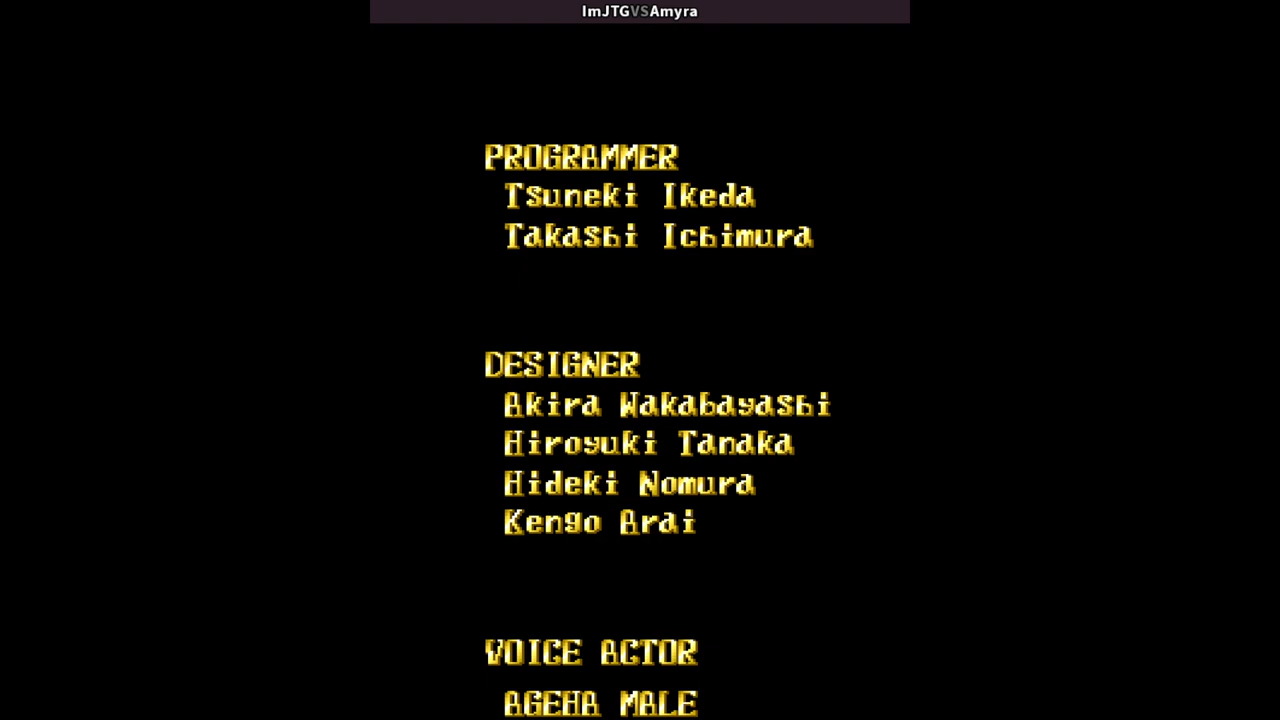 ImJTGVSAmyra
PROGRAMMER
Tsuneki Ikeda
Takashi Ichimura
DESIGNER
Akira Wakabayashi
Hiroyuki Tanaka
Hideki Nomura
Kengo Arai
VOICE ACTOR
AGEHA MALE